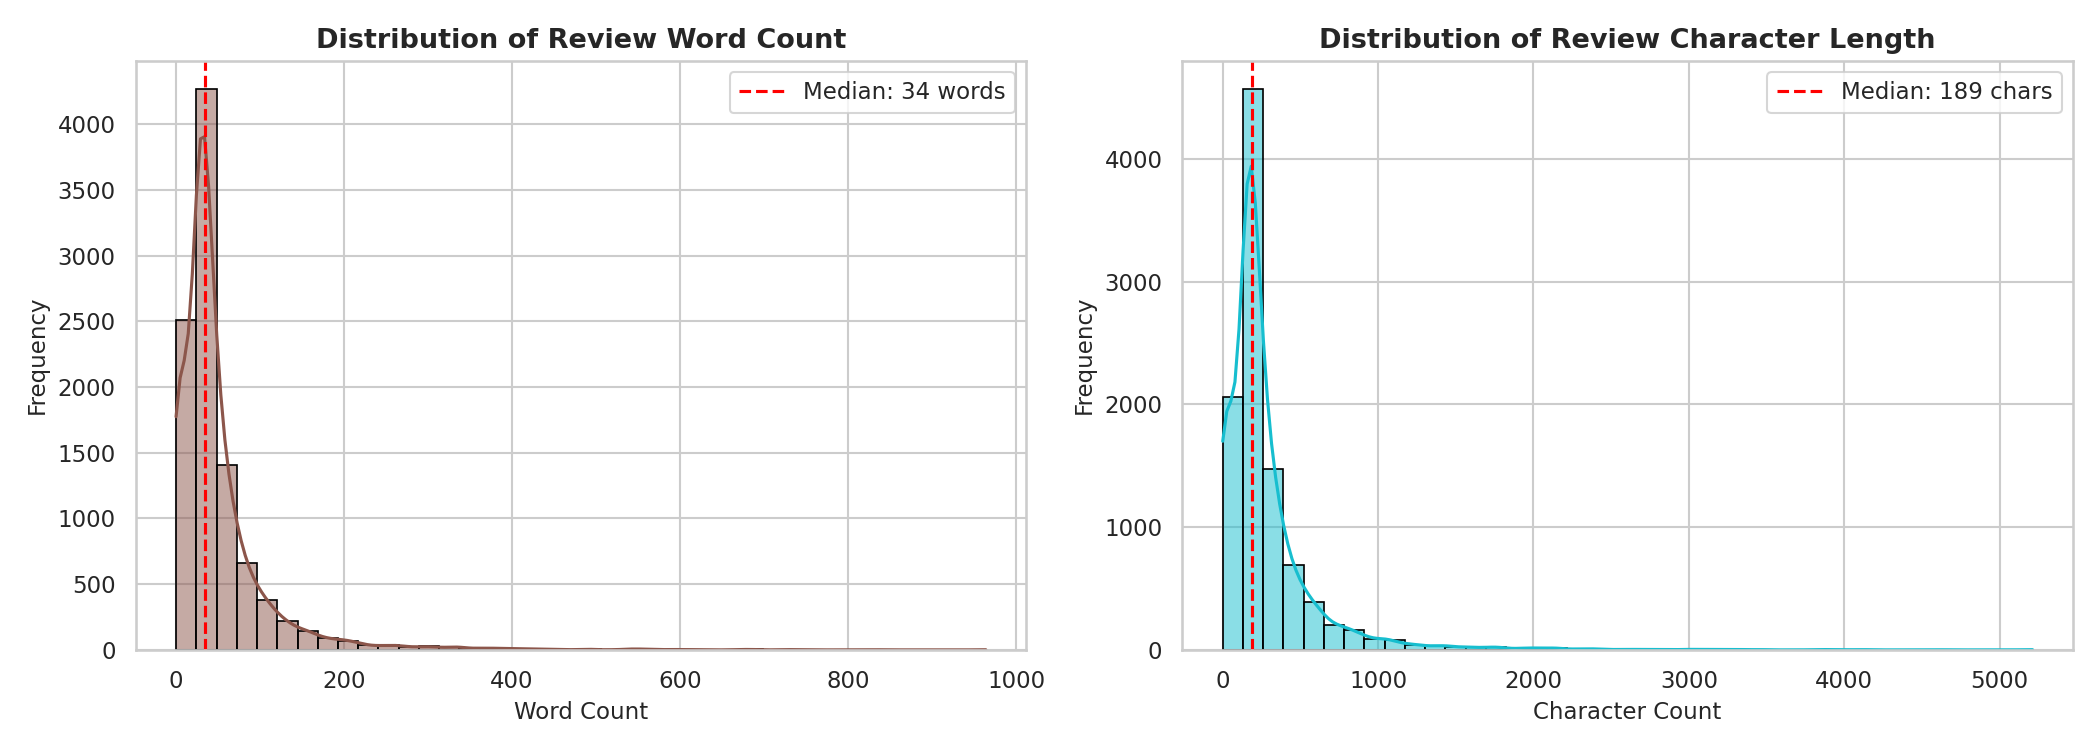 Distribution of Review Word Count
Median: 34 words
Frequency
4000
3500
3000
2500
2000
1500
1000
500
0
0 200 400 600 800 1000
Word Count
Distribution of Review Character Length
Median: 189 chars
Frequency
4000
3000
2000
1000
0
0 1000 2000 3000 4000 5000
Character Count